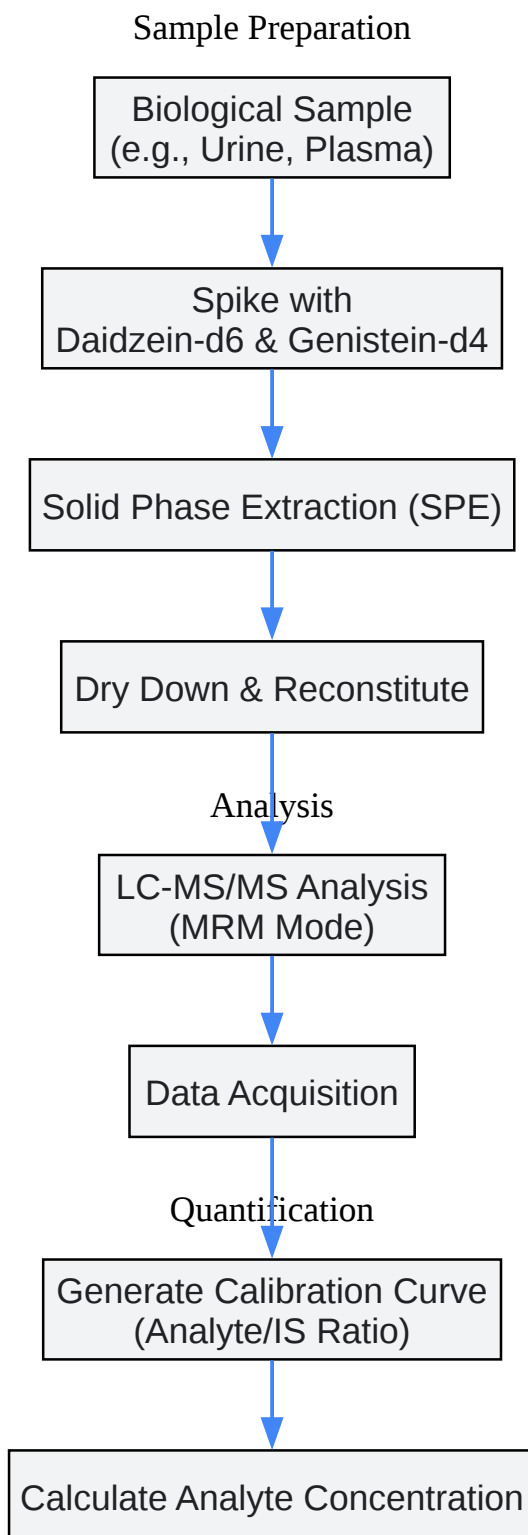 Sample Preparation
Biological Sample
(e.g., Urine, Plasma)
Spike with
Daidzein-d6 & Genistein-d4
Solid Phase Extraction (SPE)
Dry Down & Reconstitute
Analysis
LC-MS/MS Analysis
(MRM Mode)
Data Acquisition
Quantification
Generate Calibration Curve
(Analyte/IS Ratio)
Calculate Analyte Concentration